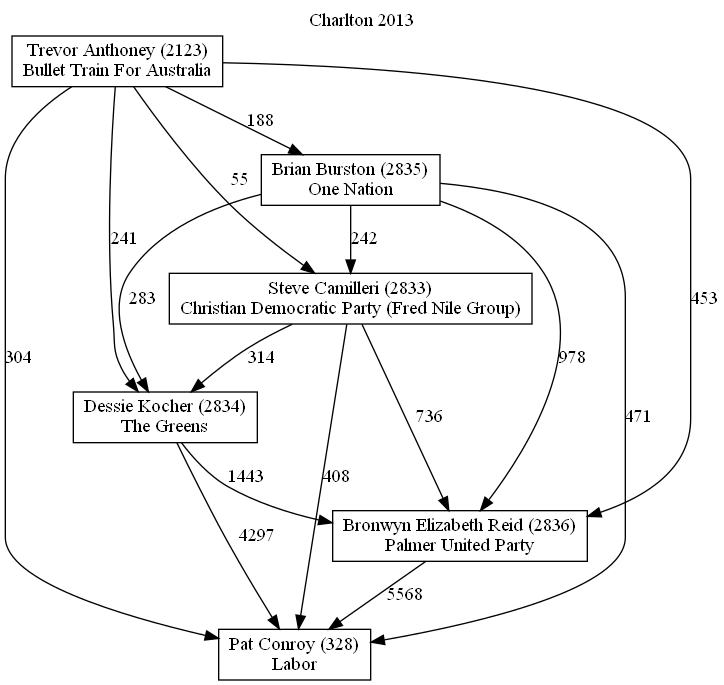 Charlton 2013
Trevor Anthoney (2123)
Bullet Train For Australia
188
Brian Burston (2835)
One Nation
55
241
242
283
453
Steve Camilleri (2833)
Christian Democratic Party (Fred Nile Group)
304
314
978
Dessie Kocher (2834)
The Greens
736
471
1443
408
Bronwyn Elizabeth Reid (2836)
Palmer United Party
4297
5568
Pat Conroy (328)
Labor